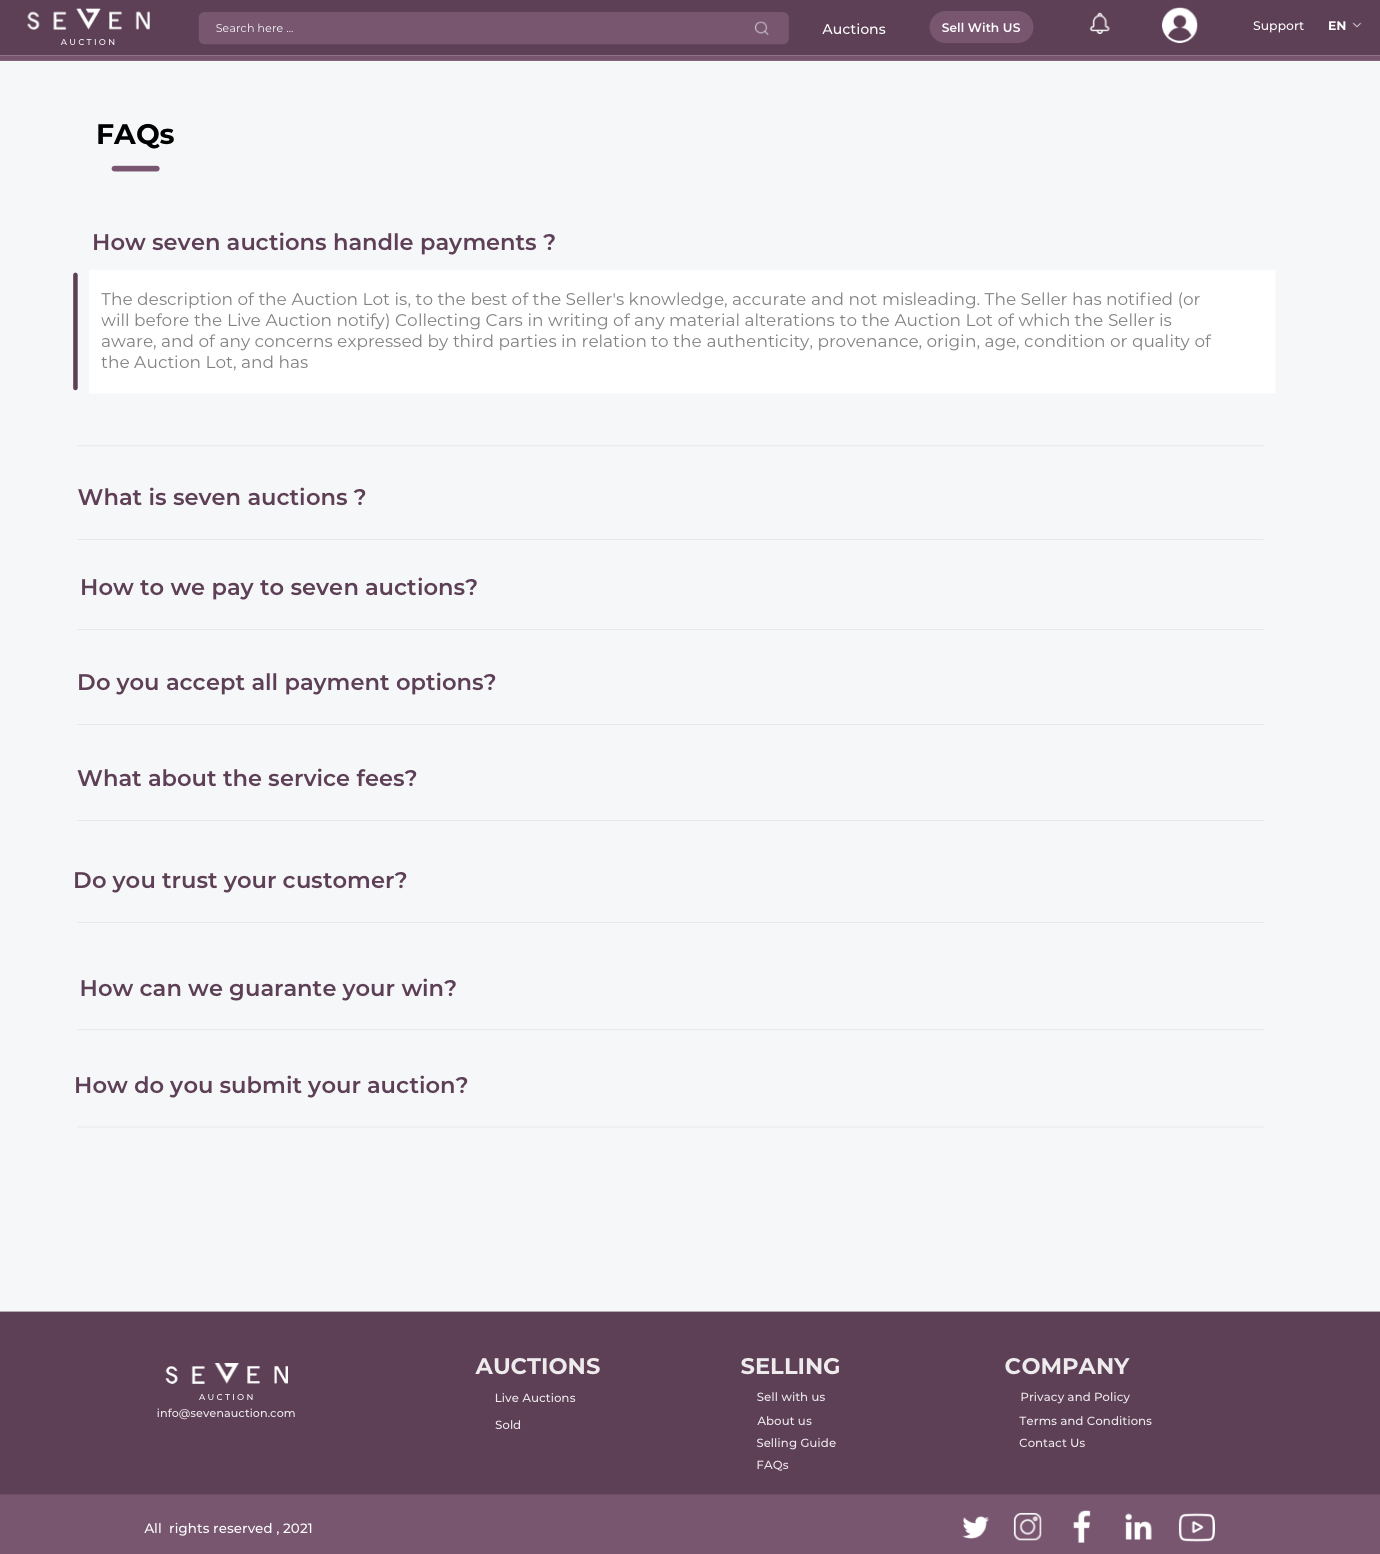 SEVEN
AUCTION
Search here ...
Auctions
Sell With US
Support
EN
FAQs
How seven auctions handle payments ?
The description of the Auction Lot is, to the best of the Seller's knowledge, accurate and not misleading. The Seller has notified (or
will before the Live Auction notify) Collecting Cars in writing of any material alterations to the Auction Lot of which the Seller is
aware, and of any concerns expressed by third parties in relation to the authenticity, provenance, origin, age, condition or quality of
the Auction Lot, and has
What is seven auctions ?
How to we pay to seven auctions?
Do you accept all payment options?
What about the service fees?
Do you trust your customer?
How can we guarante your win?
How do you submit your auction?
SEVEN
AUCTION
info@sevenauction.com
AUCTIONS
Live Auctions
Sold
SELLING
Sell with us
About us
Selling Guide
FAQs
COMPANY
Privacy and Policy
Terms and Conditions
Contact Us
All  rights reserved , 2021